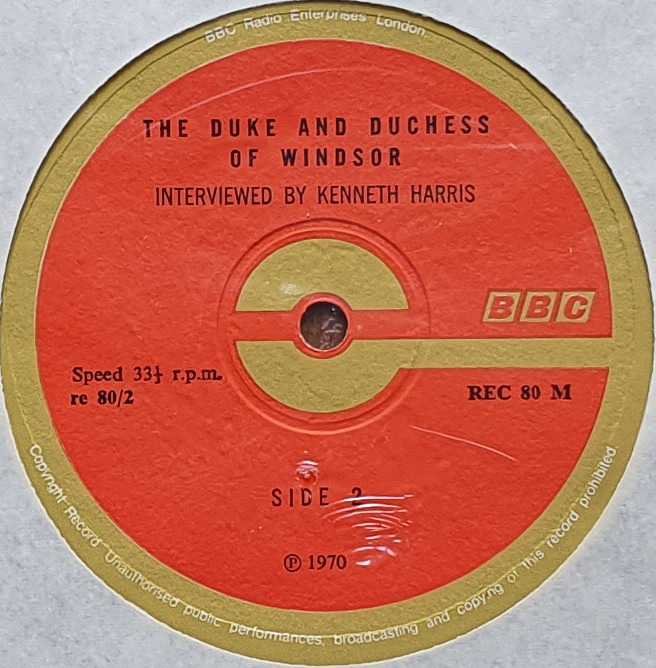 BBC Radio Enterprises London.
THE DUKE AND DUCHESS
OF WINDSOR
INTERVIEWED BY KENNETH HARRIS
BBC
Speed 33⅓ r.p.m.
re 80/2
REC 80 M
SIDE 2
℗ 1970
Copyright Record Unauthorised public performances, broadcasting and copying of this record prohibited